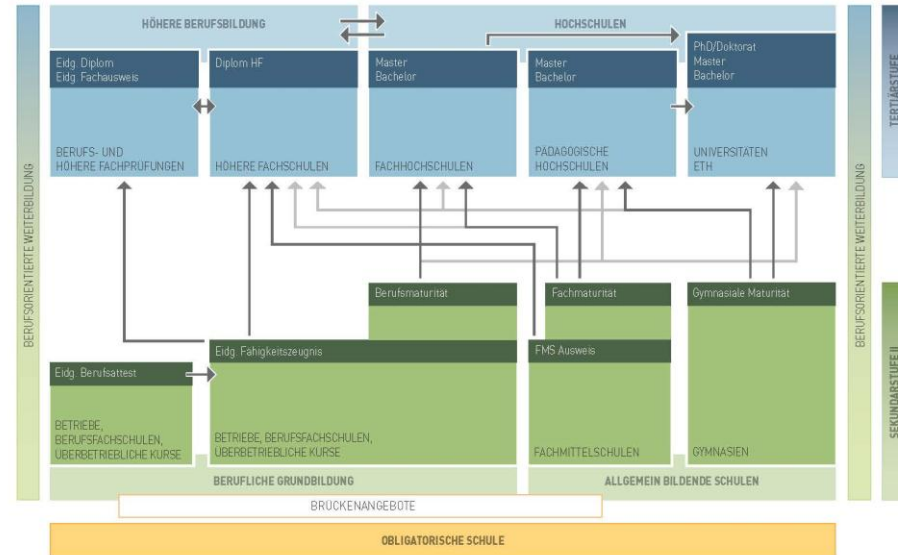 HÖHERE BERUFSBILDUNG
HOCHSCHULEN
Eidg. Diplom
Eidg. Fachausweis
Diplom HF
Master
Bachelor
Master
Bachelor
PhD/Doktorat
Master
Bachelor
BERUFS- UND
HÖHERE FACHPRÜFUNGEN
HÖHERE FACHSCHULEN
FACHHOCHSCHULEN
PÄDAGOGISCHE
HOCHSCHULEN
UNIVERSITÄTEN
ETH
TERTIÄRSTUFE
BERUFSORIENTIERTE WEITERBILDUNG
BERUFSORIENTIERTE WEITERBILDUNG
Berufsmaturität
Fachmaturität
Gymnasiale Maturität
Eidg. Fähigkeitszeugnis
FMS Ausweis
Eidg. Berufsattest
BETRIEBE,
BERUFSFACHSCHULEN,
ÜBERBETRIEBLICHE KURSE
BETRIEBE, BERUFSFACHSCHULEN,
ÜBERBETRIEBLICHE KURSE
FACHMITTELSCHULEN
GYMNASIEN
SEKUNDARSTUFE II
BERUFLICHE GRUNDBILDUNG
ALLGEMEIN BILDENDE SCHULEN
BRÜCKENANGEBOTE
OBLIGATORISCHE SCHULE